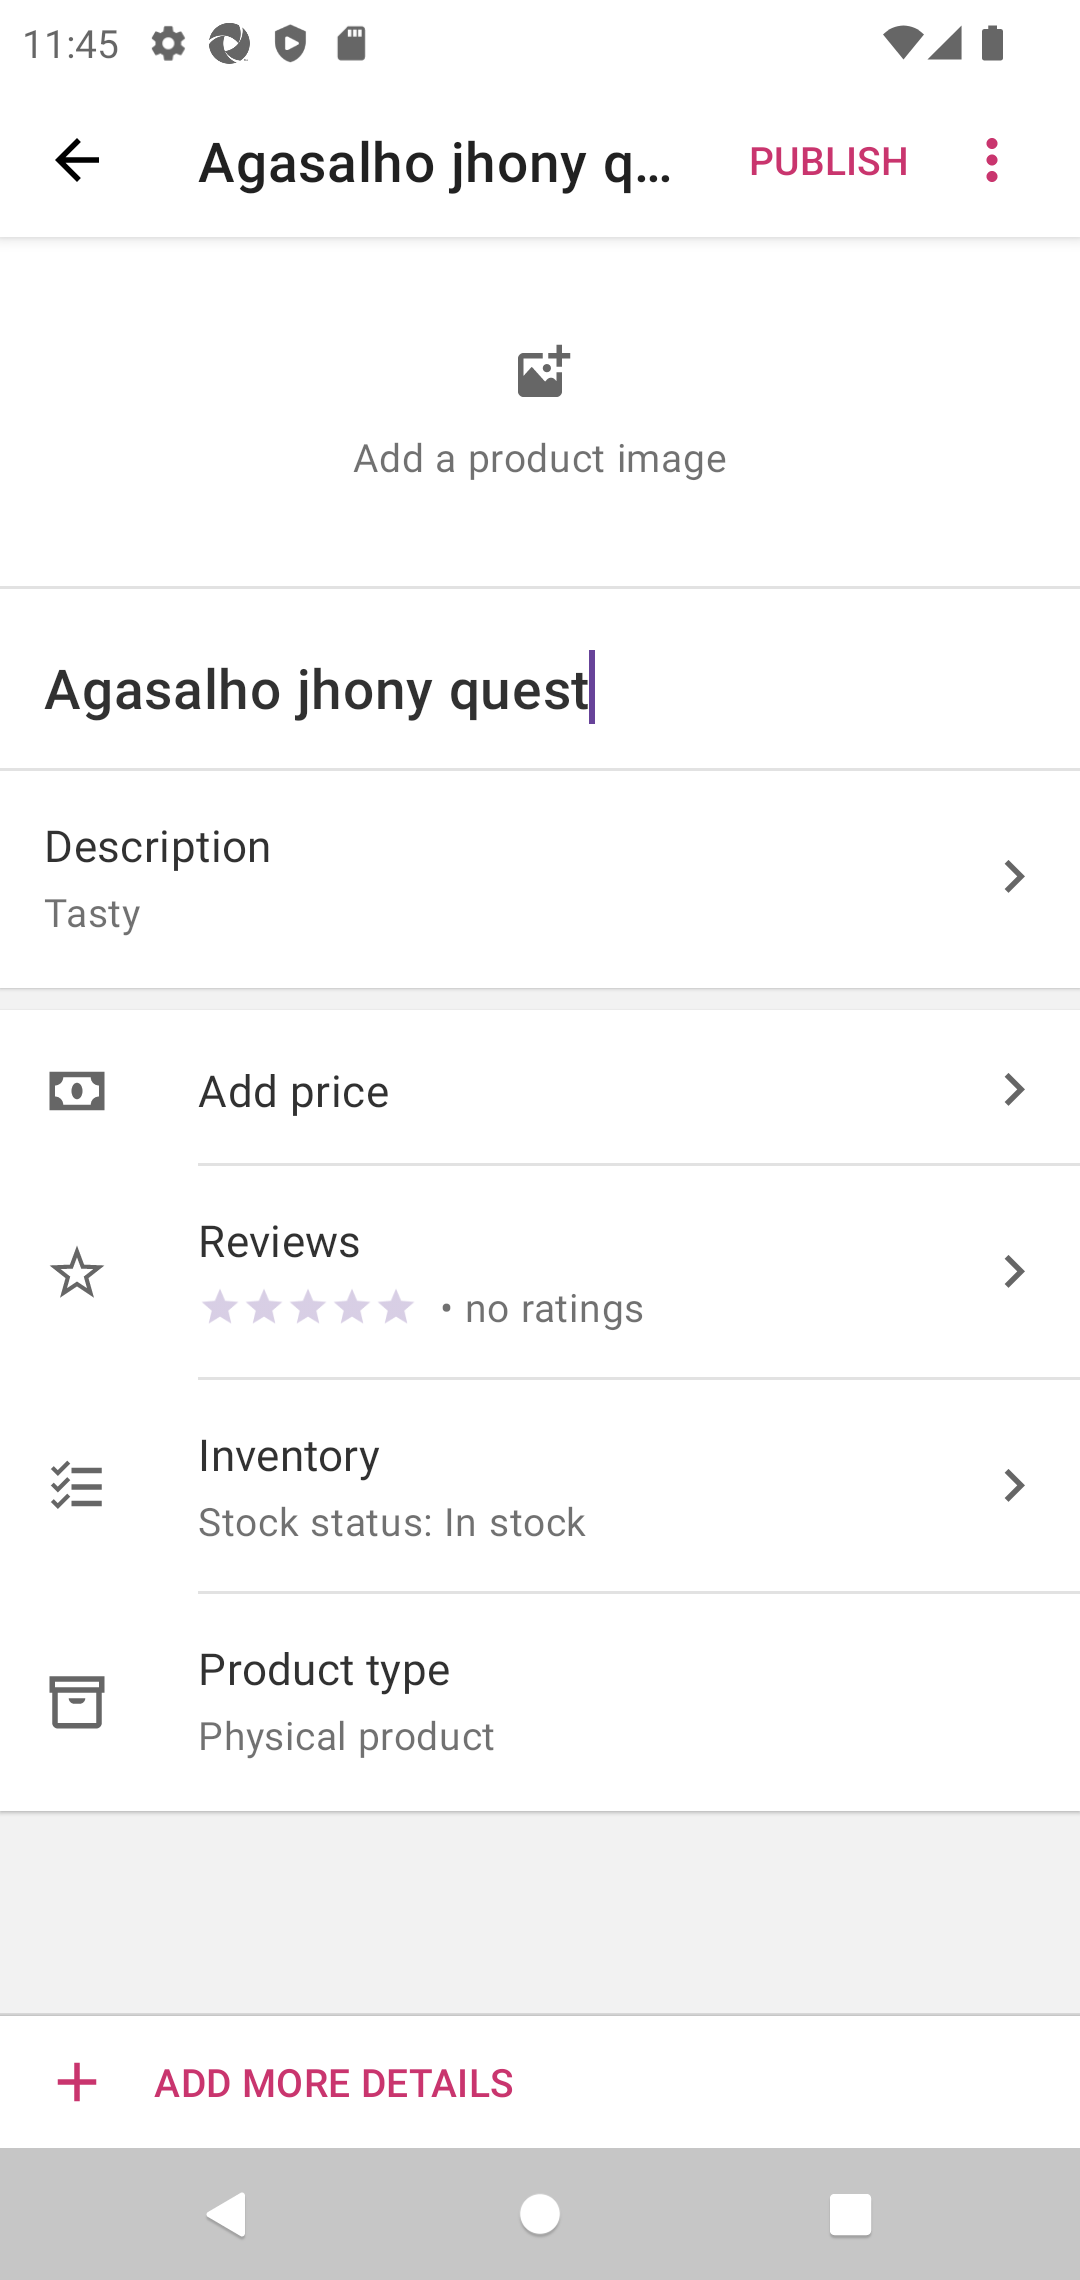 11:45
Agasalho jhony q...
PUBLISH
Add a product image
Agasalho jhony quest
Description
Tasty
Add price
Reviews
• no ratings
Inventory
Stock status: In stock
Product type
Physical product
ADD MORE DETAILS